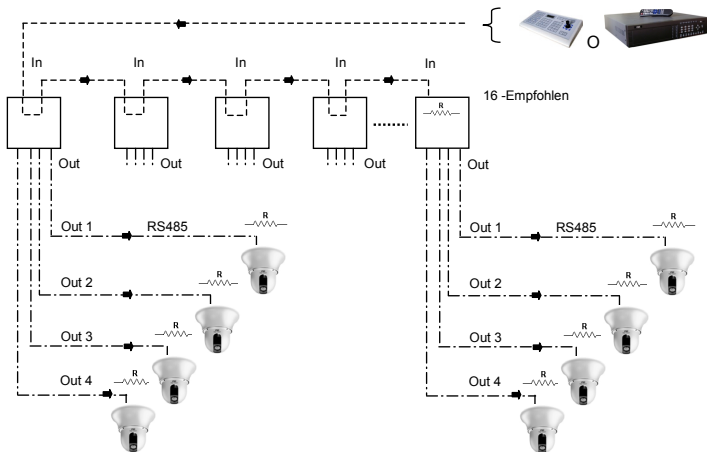 O
In In In In In
16 -Empfohlen
R
Out Out Out Out Out
R R
Out 1 RS485 Out 1 RS485
R R
Out 2 Out 2
R R
Out 3 Out 3
R R
Out 4 Out 4